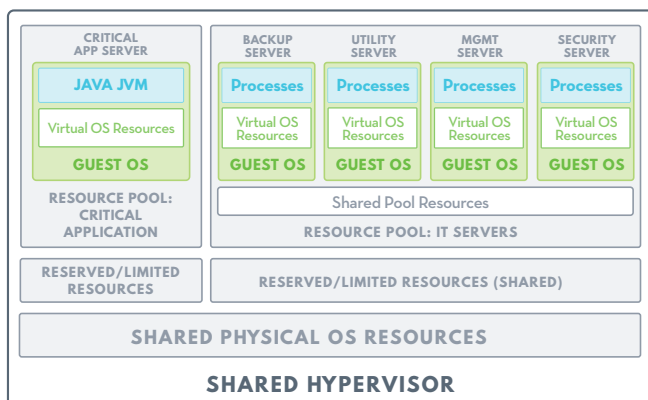 CRITICAL
APP SERVER
JAVA JVM
Virtual OS Resources
GUEST OS
RESOURCE POOL:
CRITICAL
APPLICATION
BACKUP
SERVER
Processes
Virtual OS
Resources
GUEST OS
UTILITY
SERVER
Processes
Virtual OS
Resources
GUEST OS
MGMT
SERVER
Processes
Virtual OS
Resources
GUEST OS
SECURITY
SERVER
Processes
Virtual OS
Resources
GUEST OS
Shared Pool Resources
RESOURCE POOL: IT SERVERS
RESERVED/LIMITED
RESOURCES
RESERVED/LIMITED RESOURCES (SHARED)
SHARED PHYSICAL OS RESOURCES
SHARED HYPERVISOR